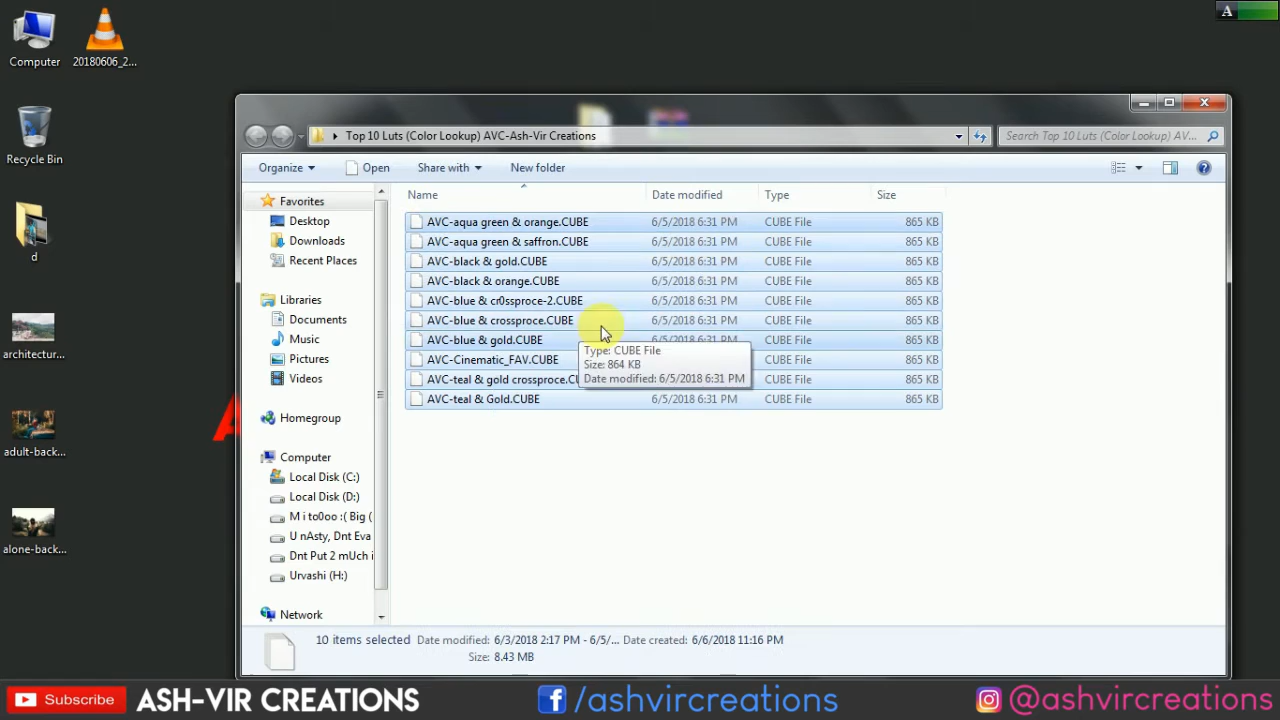 A
Computer
20180606_2...
Recycle Bin
d
architectur...
adult-back...
alone-back...
A
Top 10 Luts (Color Lookup) AVC-Ash-Vir Creations
Search Top 10 Luts (Color Lookup) AV...
Organize Open Share with New folder
Name Date modified Type Size
Favorites
Desktop
Downloads
Recent Places
Libraries
Documents
Music
Pictures
Videos
Homegroup
Computer
Local Disk (C:)
Local Disk (D:)
M i to0oo :( Big (
U nAsty, Dnt Eva
Dnt Put 2 mUch i
Urvashi (H:)
Network
AVC-aqua green & orange.CUBE 6/5/2018 6:31 PM CUBE File 865 KB
AVC-aqua green & saffron.CUBE 6/5/2018 6:31 PM CUBE File 865 KB
AVC-black & gold.CUBE 6/5/2018 6:31 PM CUBE File 865 KB
AVC-black & orange.CUBE 6/5/2018 6:31 PM CUBE File 865 KB
AVC-blue & cr0ssproce-2.CUBE 6/5/2018 6:31 PM CUBE File 865 KB
AVC-blue & crossproce.CUBE 6/5/2018 6:31 PM CUBE File 865 KB
AVC-blue & gold.CUBE 6/5/2018 6:31 PM CUBE File 865 KB
AVC-Cinematic_FAV.CUBE CUBE File 865 KB
AVC-teal & gold crossproce.CU CUBE File 865 KB
AVC-teal & Gold.CUBE 6/5/2018 6:31 PM CUBE File 865 KB
Type: CUBE File
Size: 864 KB
Date modified: 6/5/2018 6:31 PM
10 items selected Date modified: 6/3/2018 2:17 PM - 6/5/... Date created: 6/6/2018 11:16 PM
Size: 8.43 MB
Subscribe ASH-VIR CREATIONS f/ashvircreations @ashvircreations